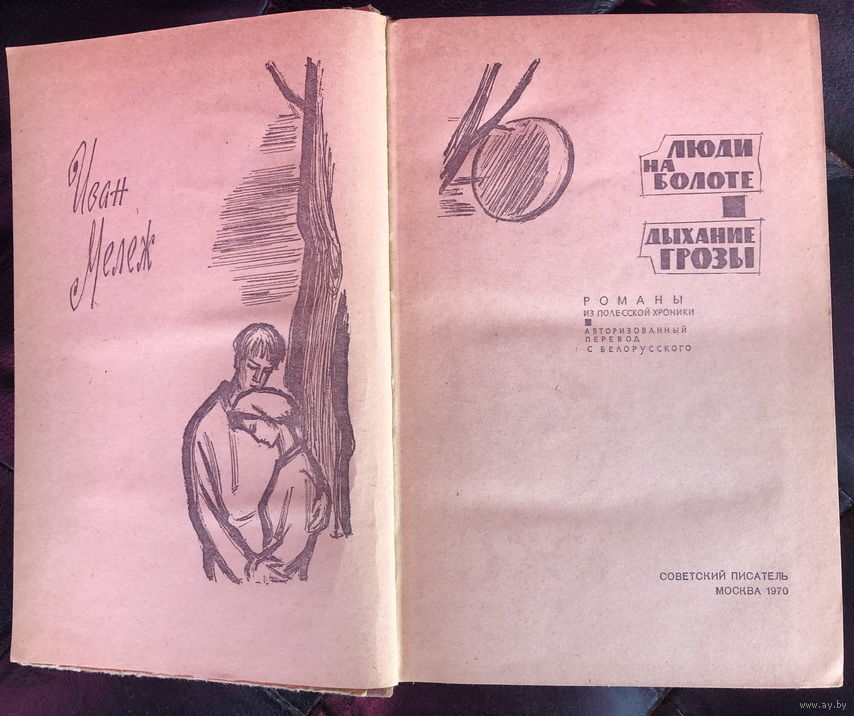 Иван
Мележ
ЛЮДИ
НА
БОЛОТЕ
ДЫХАНИЕ
ГРОЗЫ
РОМАНЫ
ИЗ ПОЛЕССКОЙ ХРОНИКИ
АВТОРИЗОВАННЫЙ
ПЕРЕВОД
С БЕЛОРУССКОГО
СОВЕТСКИЙ ПИСАТЕЛЬ
МОСКВА 1970
www.ay.by